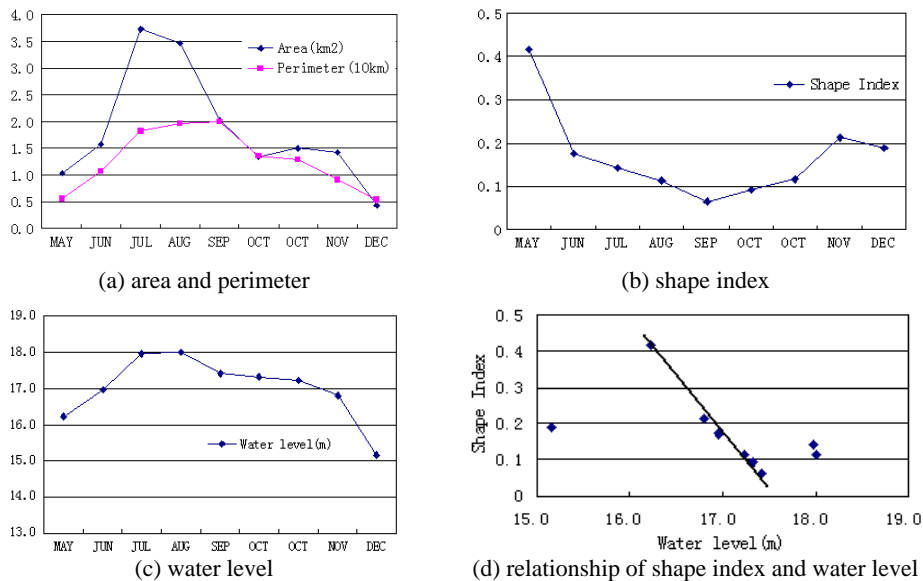 4.0
3.5
3.0
2.5
2.0
1.5
1.0
0.5
0.0
Area(km2)
Perimeter(10km)
MAY JUN JUL AUG SEP OCT OCT NOV DEC
(a) area and perimeter
0.5
0.4
0.3
0.2
0.1
0
Shape Index
MAY JUN JUL AUG SEP OCT OCT NOV DEC
(b) shape index
19.0
18.0
17.0
16.0
15.0
14.0
13.0
Water level(m)
MAY JUN JUL AUG SEP OCT OCT NOV DEC
(c) water level
Shape Index
0.5
0.4
0.3
0.2
0.1
0
15.0 16.0 17.0 18.0 19.0
Water level(m)
(d) relationship of shape index and water level